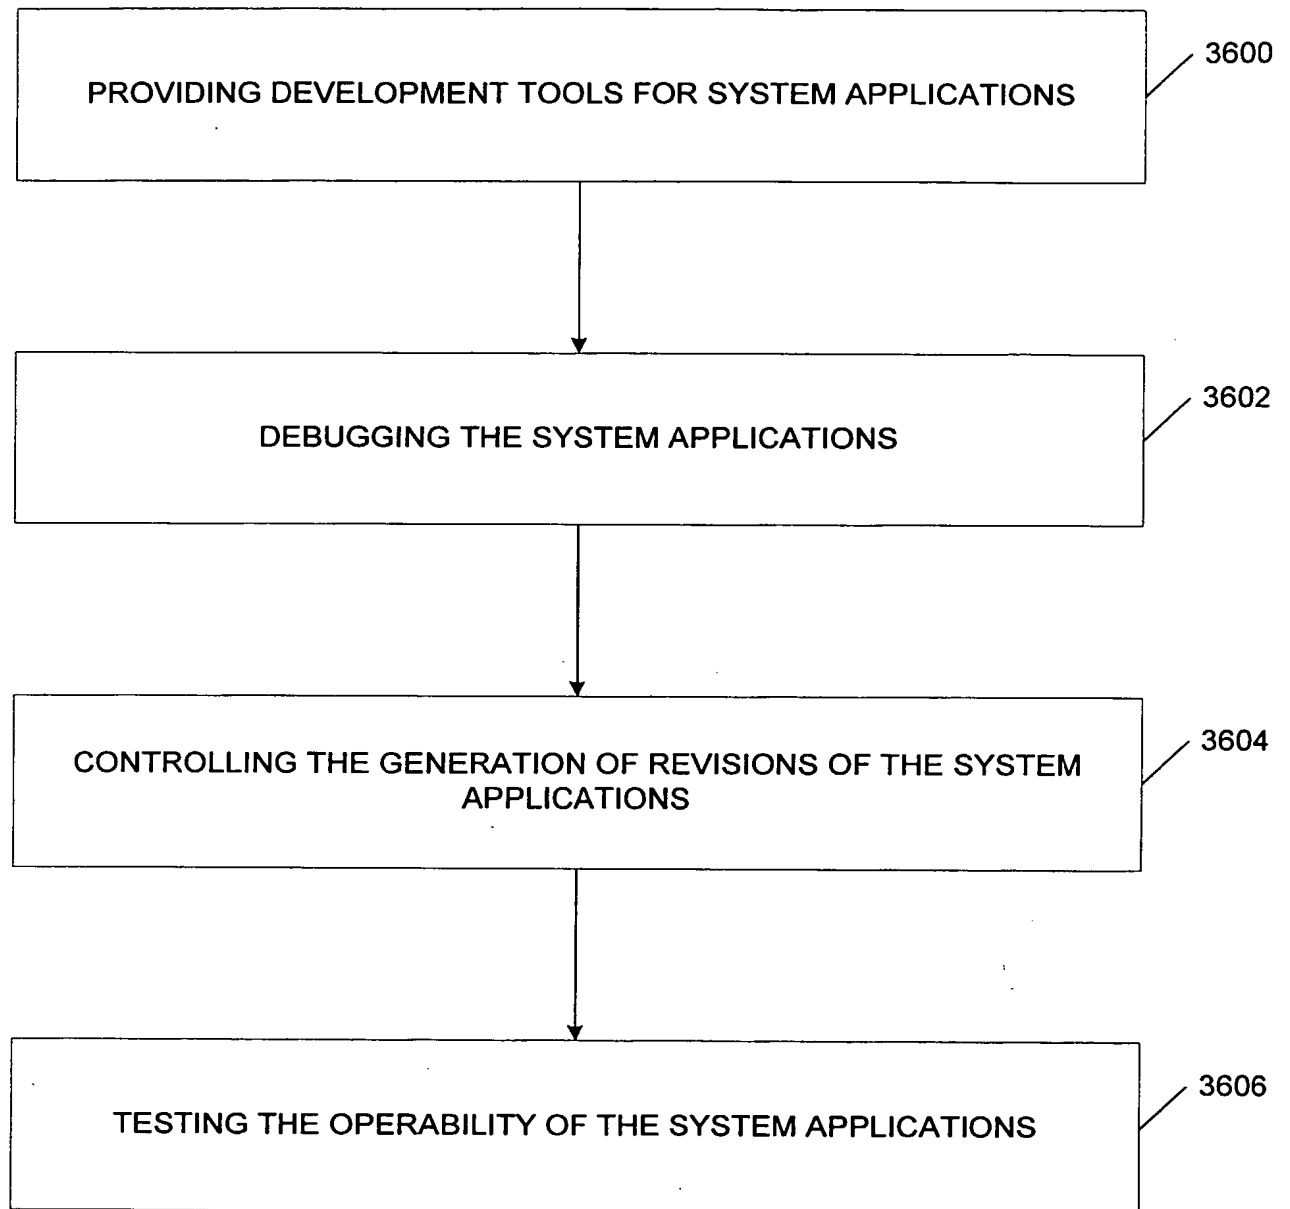 3600
PROVIDING DEVELOPMENT TOOLS FOR SYSTEM APPLICATIONS
3602
DEBUGGING THE SYSTEM APPLICATIONS
3604
CONTROLLING THE GENERATION OF REVISIONS OF THE SYSTEM
APPLICATIONS
3606
TESTING THE OPERABILITY OF THE SYSTEM APPLICATIONS